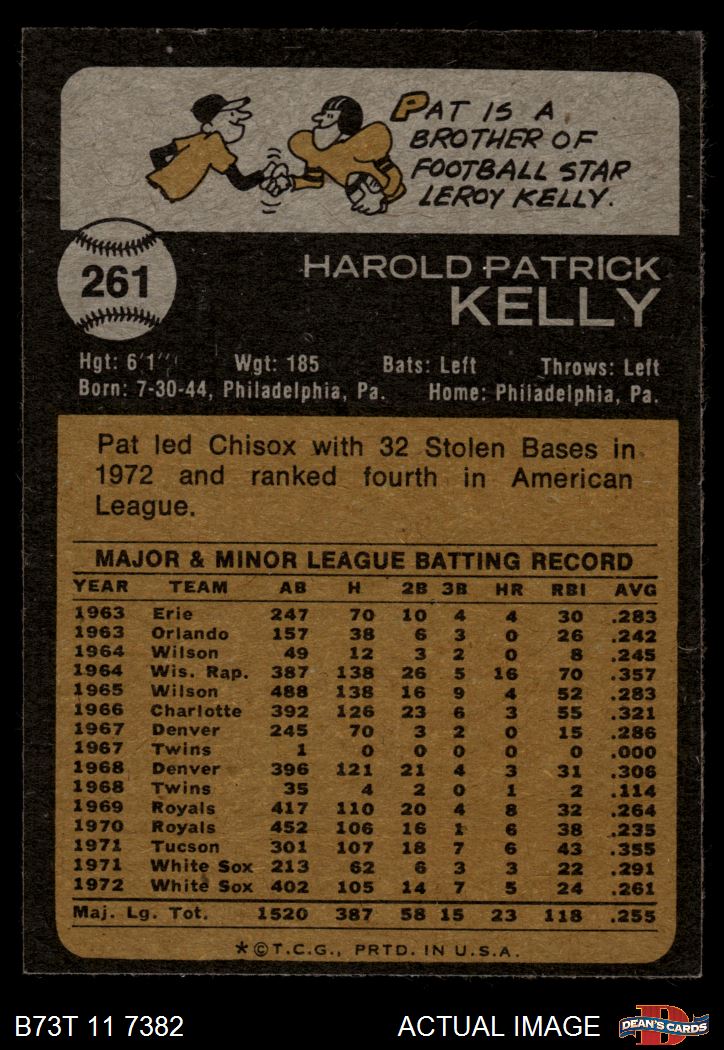 PAT IS A
BROTHER OF
FOOTBALL STAR
LEROY KELLY.
261
HAROLD PATRICK
KELLY
Hgt: 6'1" Wgt: 185 Bats: Left Throws: Left
Born: 7-30-44, Philadelphia, Pa. Home: Philadelphia, Pa.
Pat led Chisox with 32 Stolen Bases in
1972 and ranked fourth in American
League.
MAJOR & MINOR LEAGUE BATTING RECORD
YEAR TEAM AB H 2B 3B HR RBI AVG
1963 Erie 247 70 10 4 4 30 .283
1963 Orlando 157 38 6 3 0 26 .242
1964 Wilson 49 12 3 2 0 8 .245
1964 Wis. Rap. 387 138 26 5 16 70 .357
1965 Wilson 488 138 16 9 4 52 .283
1966 Charlotte 392 126 23 6 3 55 .321
1967 Denver 245 70 3 2 0 15 .286
1967 Twins 1 0 0 0 0 0 .000
1968 Denver 396 121 21 4 3 31 .306
1968 Twins 35 4 2 0 1 2 .114
1969 Royals 417 110 20 4 8 32 .264
1970 Royals 452 106 16 1 6 38 .235
1971 Tucson 301 107 18 7 6 43 .355
1971 White Sox 213 62 6 3 3 22 .291
1972 White Sox 402 105 14 7 5 24 .261
Maj. Lg. Tot. 1520 387 58 15 23 118 .255
*©T.C.G., PRTD. IN U.S.A.
B73T 11 7382 ACTUAL IMAGE DEAN'S CARDS